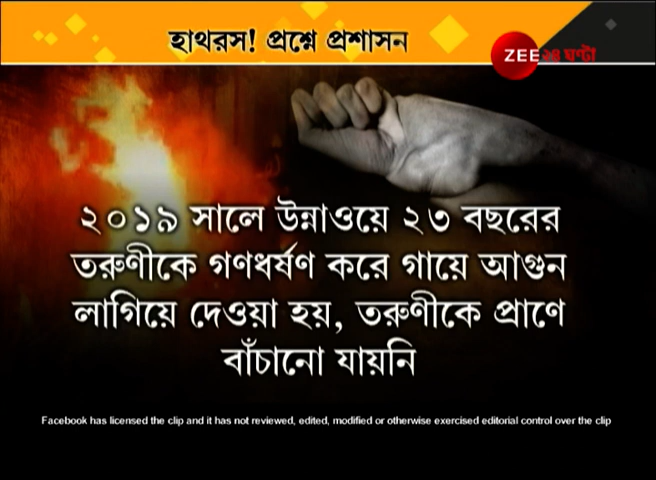 হাথরস! প্রশ্নে প্রশাসন
ZEE ২৪ ঘণ্টা
২০১৯ সালে উন্নাওয়ে ২৩ বছরের
তরুণীকে গণধর্ষণ করে গায়ে আগুন
লাগিয়ে দেওয়া হয়, তরুণীকে প্রাণে
বাঁচানো যায়নি
Facebook has licensed the clip and it has not reviewed, edited, modified or otherwise exercised editorial control over the clip